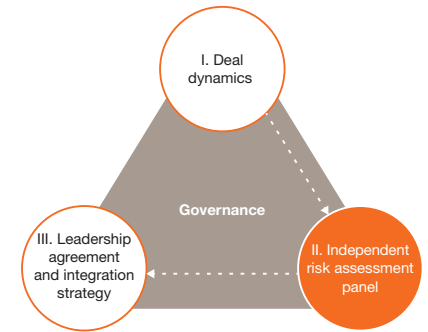 I. Deal
dynamics
Governance
III. Leadership
agreement
and integration
strategy
II. Independent
risk assessment
panel